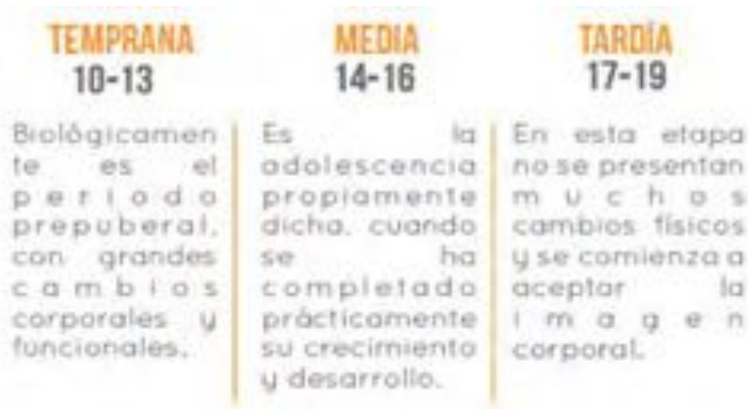 TEMPRANA
10-13
Biológicamen
te es el
periodo
prepuberal,
con grandes
cambios
corporales y
funcionales.
MEDIA
14-16
Es la
adolescencia
propiamente
dicha, cuando
se ha
completado
prácticamente
su crecimiento
y desarrollo.
TARDÍA
17-19
En esta etapa
no se presentan
muchos
cambios físicos
y se comienza a
aceptar la
imagen
corporal.